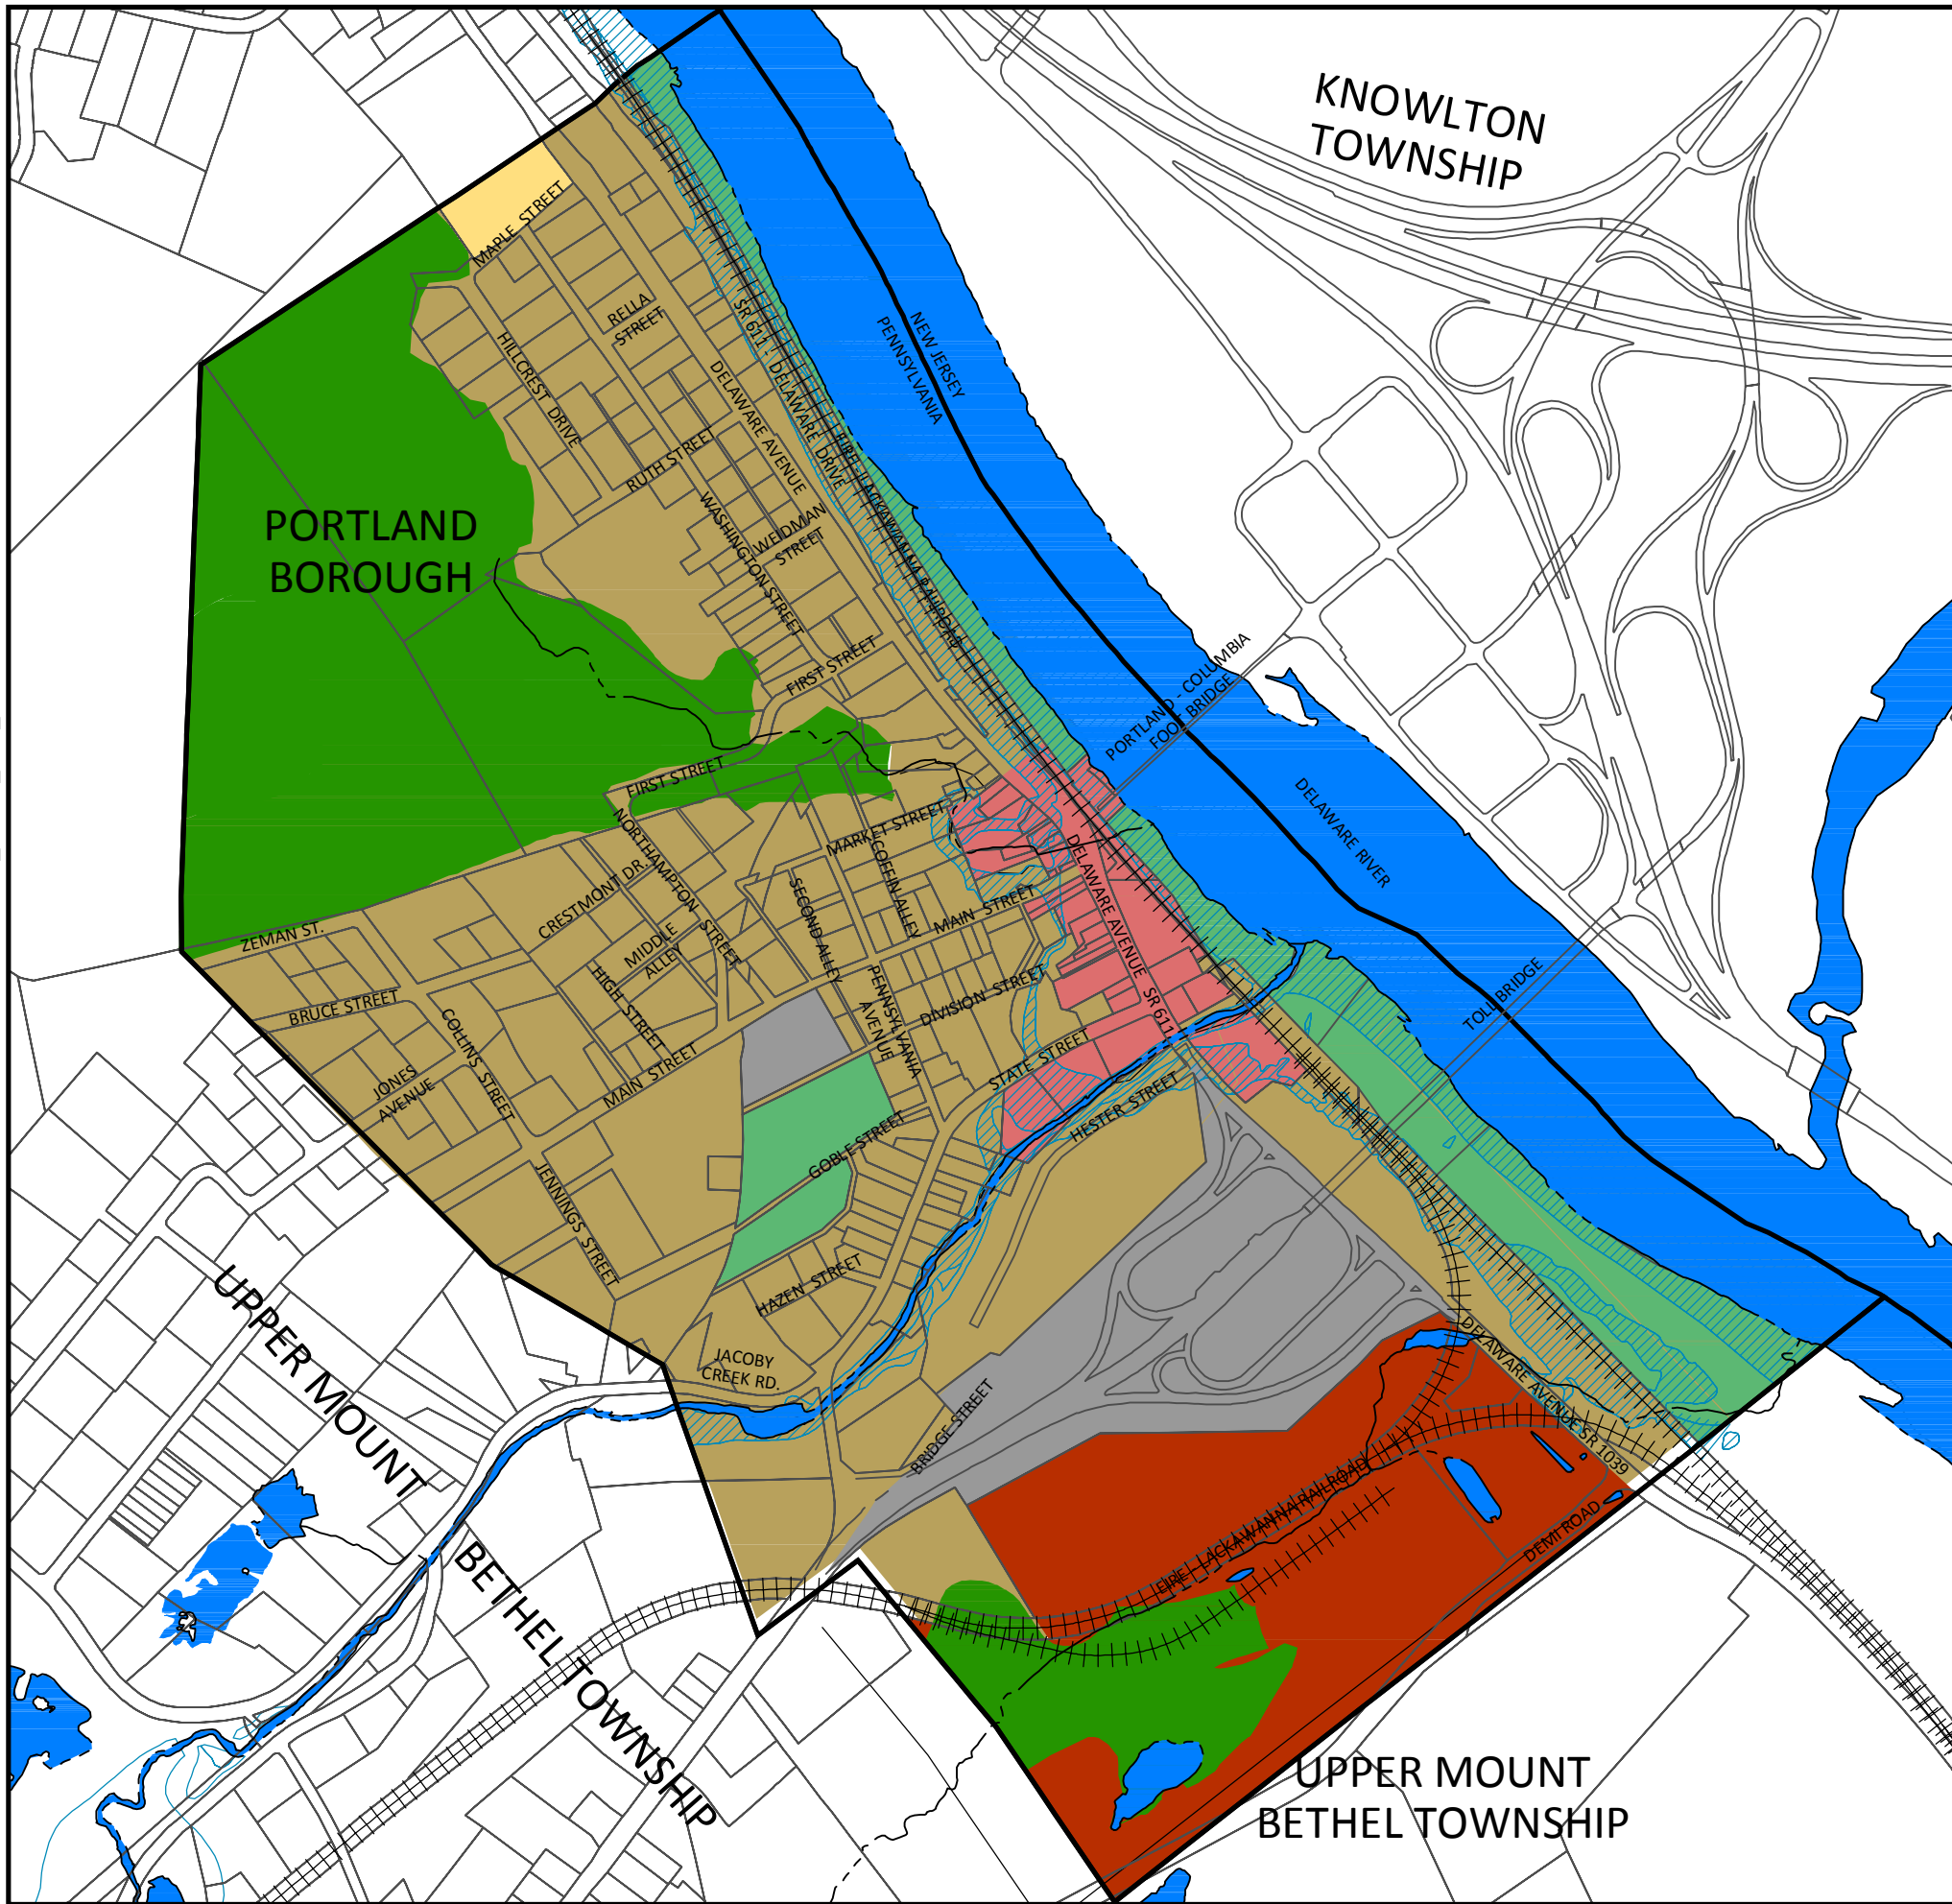 KNOWLTON
TOWNSHIP
MAPLE STREET
RELLA
STREET
HILLCREST DRIVE
SR 611 - DELAWARE DRIVE
NEW JERSEY
PENNSYLVANIA
DELAWARE AVENUE
RUTH STREET
WASHINGTON STREET
WEIDMAN
STREET
PORTLAND
BOROUGH
FIRST STREET
PORTLAND - COLUMBIA
FOOT BRIDGE
FIRST STREET
DELAWARE RIVER
NORTHAMPTON STREET
MARKET STREET
COFFIN ALLEY
DELAWARE AVENUE SR 611
CRESTMONT DR.
SECOND ALLEY
MAIN STREET
ZEMAN ST.
MIDDLE
ALLEY
HIGH STREET
BRUCE STREET
PENNSYLVANIA
AVENUE
DIVISION STREET
TOLL BRIDGE
COLLINS STREET
JONES
AVENUE
MAIN STREET
STATE STREET
HESTER STREET
GOBLE STREET
JENNINGS STREET
HAZEN STREET
JACOBY
CREEK RD.
BRIDGE STREET
DELAWARE AVENUE SR 1039
EIRE - LACKAWANNA RAILROAD
DEMI ROAD
UPPER MOUNT
BETHEL TOWNSHIP
UPPER MOUNT
BETHEL TOWNSHIP